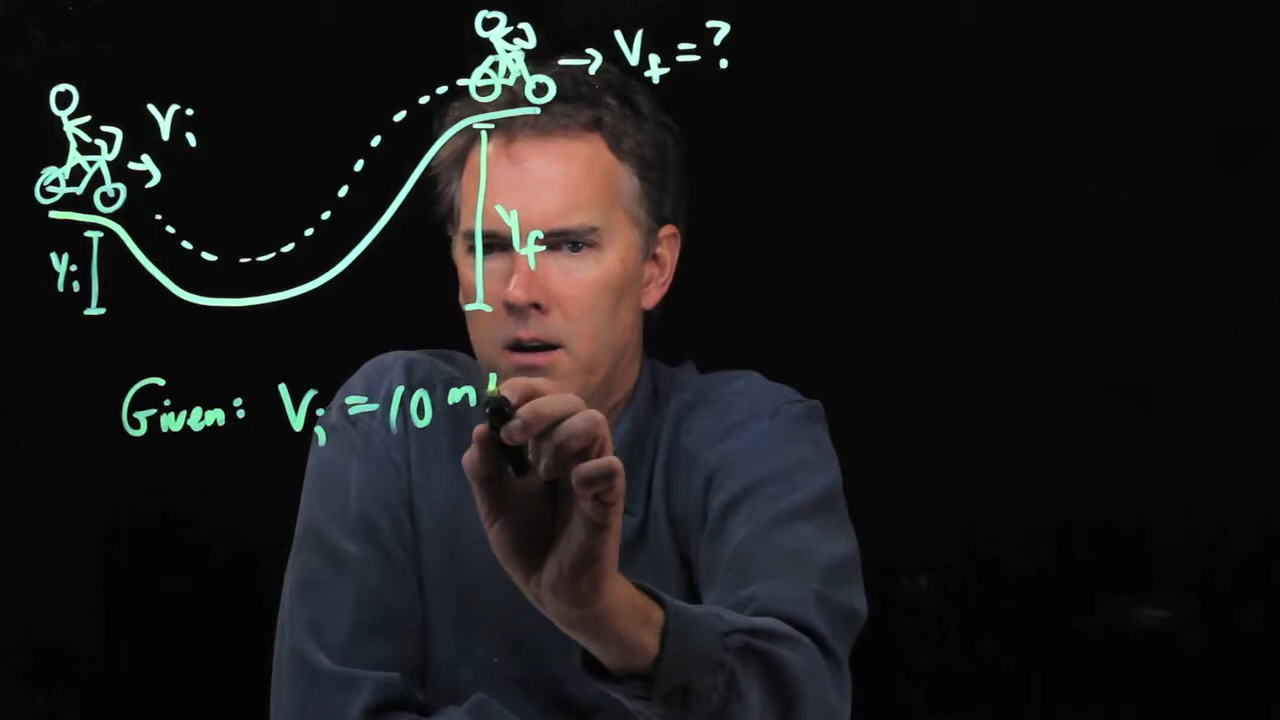 → Vf = ?
Vi
→
yi
yf
Given: Vi = 10 m/